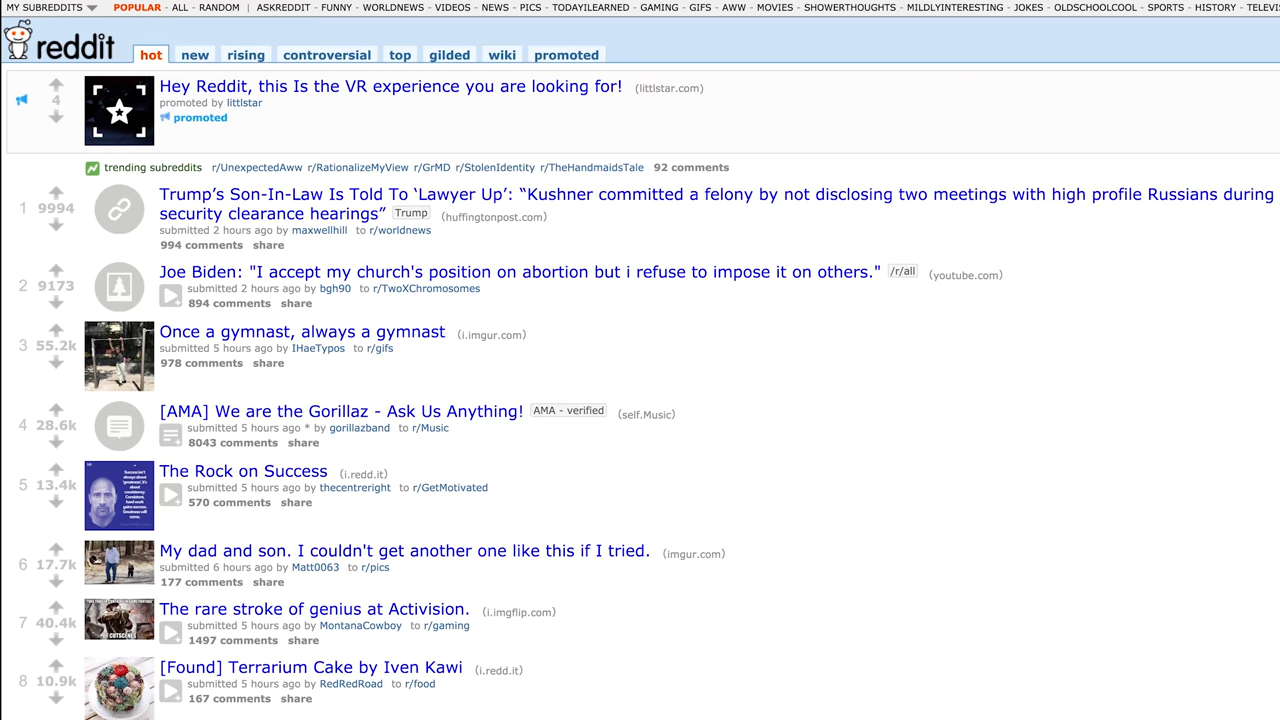 MY SUBREDDITS POPULAR - ALL - RANDOM | ASKREDDIT - FUNNY - WORLDNEWS - VIDEOS - NEWS - PICS - TODAYILEARNED - GAMING - GIFS - AWW - MOVIES - SHOWERTHOUGHTS - MILDLYINTERESTING - JOKES - OLDSCHOOLCOOL - SPORTS - HISTORY - TELEVI
reddit hot new rising controversial top gilded wiki promoted
Hey Reddit, this Is the VR experience you are looking for! (littlstar.com)
4
promoted by littlstar
promoted
trending subreddits r/UnexpectedAww r/RationalizeMyView r/GrMD r/StolenIdentity r/TheHandmaidsTale 92 comments
Trump’s Son-In-Law Is Told To ‘Lawyer Up’: “Kushner committed a felony by not disclosing two meetings with high profile Russians during
1 9994 security clearance hearings” Trump (huffingtonpost.com)
submitted 2 hours ago by maxwellhill to r/worldnews
994 comments share
Joe Biden: "I accept my church's position on abortion but i refuse to impose it on others." /r/all (youtube.com)
2 9173 submitted 2 hours ago by bgh90 to r/TwoXChromosomes
894 comments share
Once a gymnast, always a gymnast (i.imgur.com)
3 55.2k submitted 5 hours ago by IHaeTypos to r/gifs
978 comments share
[AMA] We are the Gorillaz - Ask Us Anything! AMA - verified (self.Music)
4 28.6k submitted 5 hours ago * by gorillazband to r/Music
8043 comments share
The Rock on Success (i.redd.it)
5 13.4k submitted 5 hours ago by thecentreright to r/GetMotivated
570 comments share
My dad and son. I couldn't get another one like this if I tried. (imgur.com)
6 17.7k submitted 6 hours ago by Matt0063 to r/pics
177 comments share
The rare stroke of genius at Activision. (i.imgflip.com)
7 40.4k submitted 5 hours ago by MontanaCowboy to r/gaming
1497 comments share
[Found] Terrarium Cake by Iven Kawi (i.redd.it)
8 10.9k submitted 5 hours ago by RedRedRoad to r/food
167 comments share